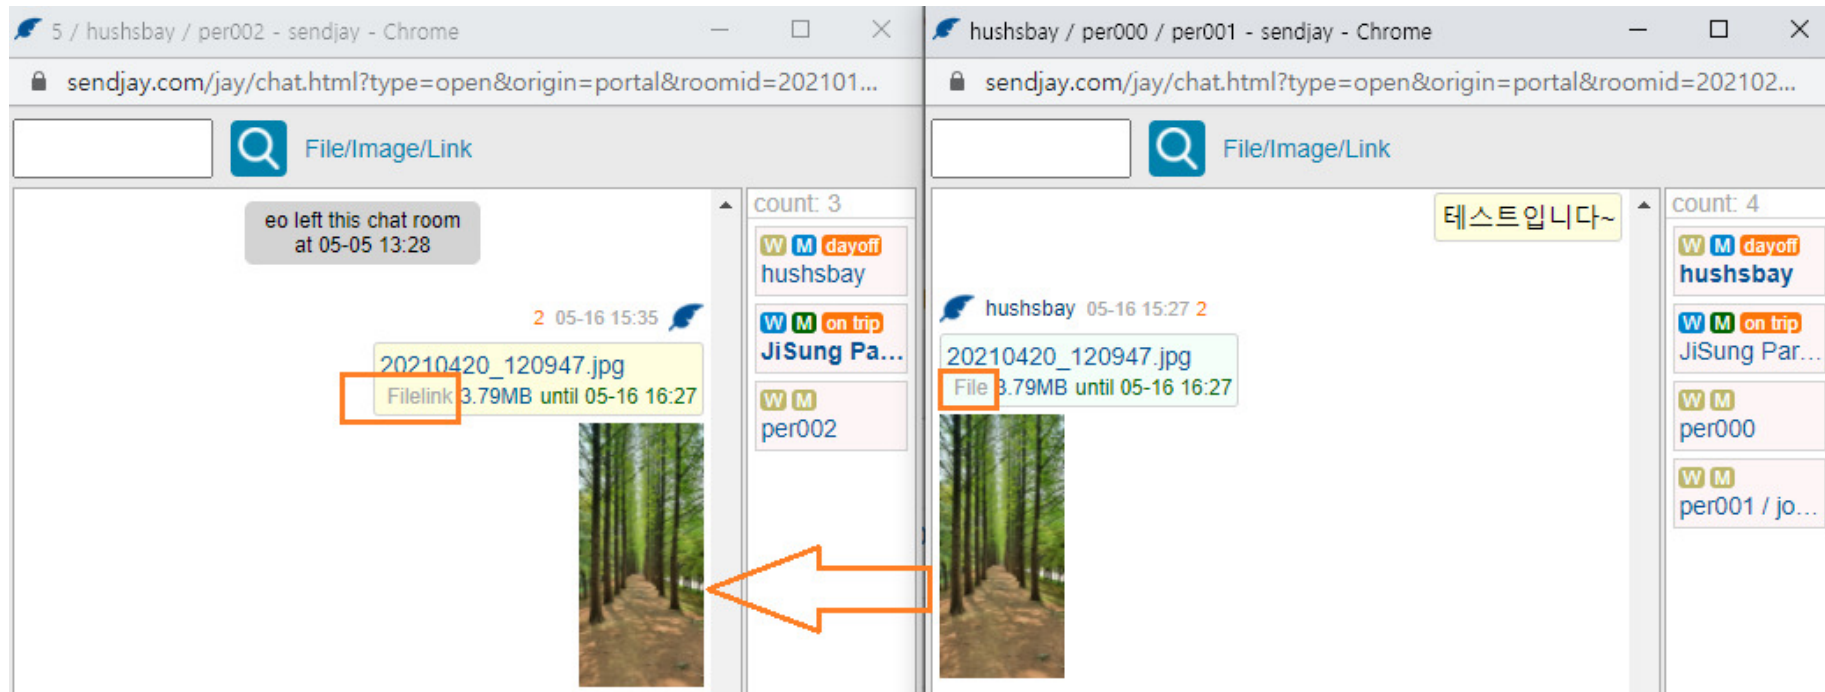 5 / hushsbay / per002 - sendjay - Chrome
sendjay.com/jay/chat.html?type=open&origin=portal&roomid=202101...
File/Image/Link
eo left this chat room
at 05-05 13:28
2 05-16 15:35
20210420_120947.jpg
Filelink 3.79MB until 05-16 16:27
count: 3
W M dayoff
hushsbay
W M on trip
JiSung Pa...
W M
per002
hushsbay / per000 / per001 - sendjay - Chrome
sendjay.com/jay/chat.html?type=open&origin=portal&roomid=202102...
File/Image/Link
테스트입니다~
hushsbay 05-16 15:27 2
20210420_120947.jpg
File 3.79MB until 05-16 16:27
count: 4
W M dayoff
hushsbay
W M on trip
JiSung Par...
W M
per000
W M
per001 / jo...